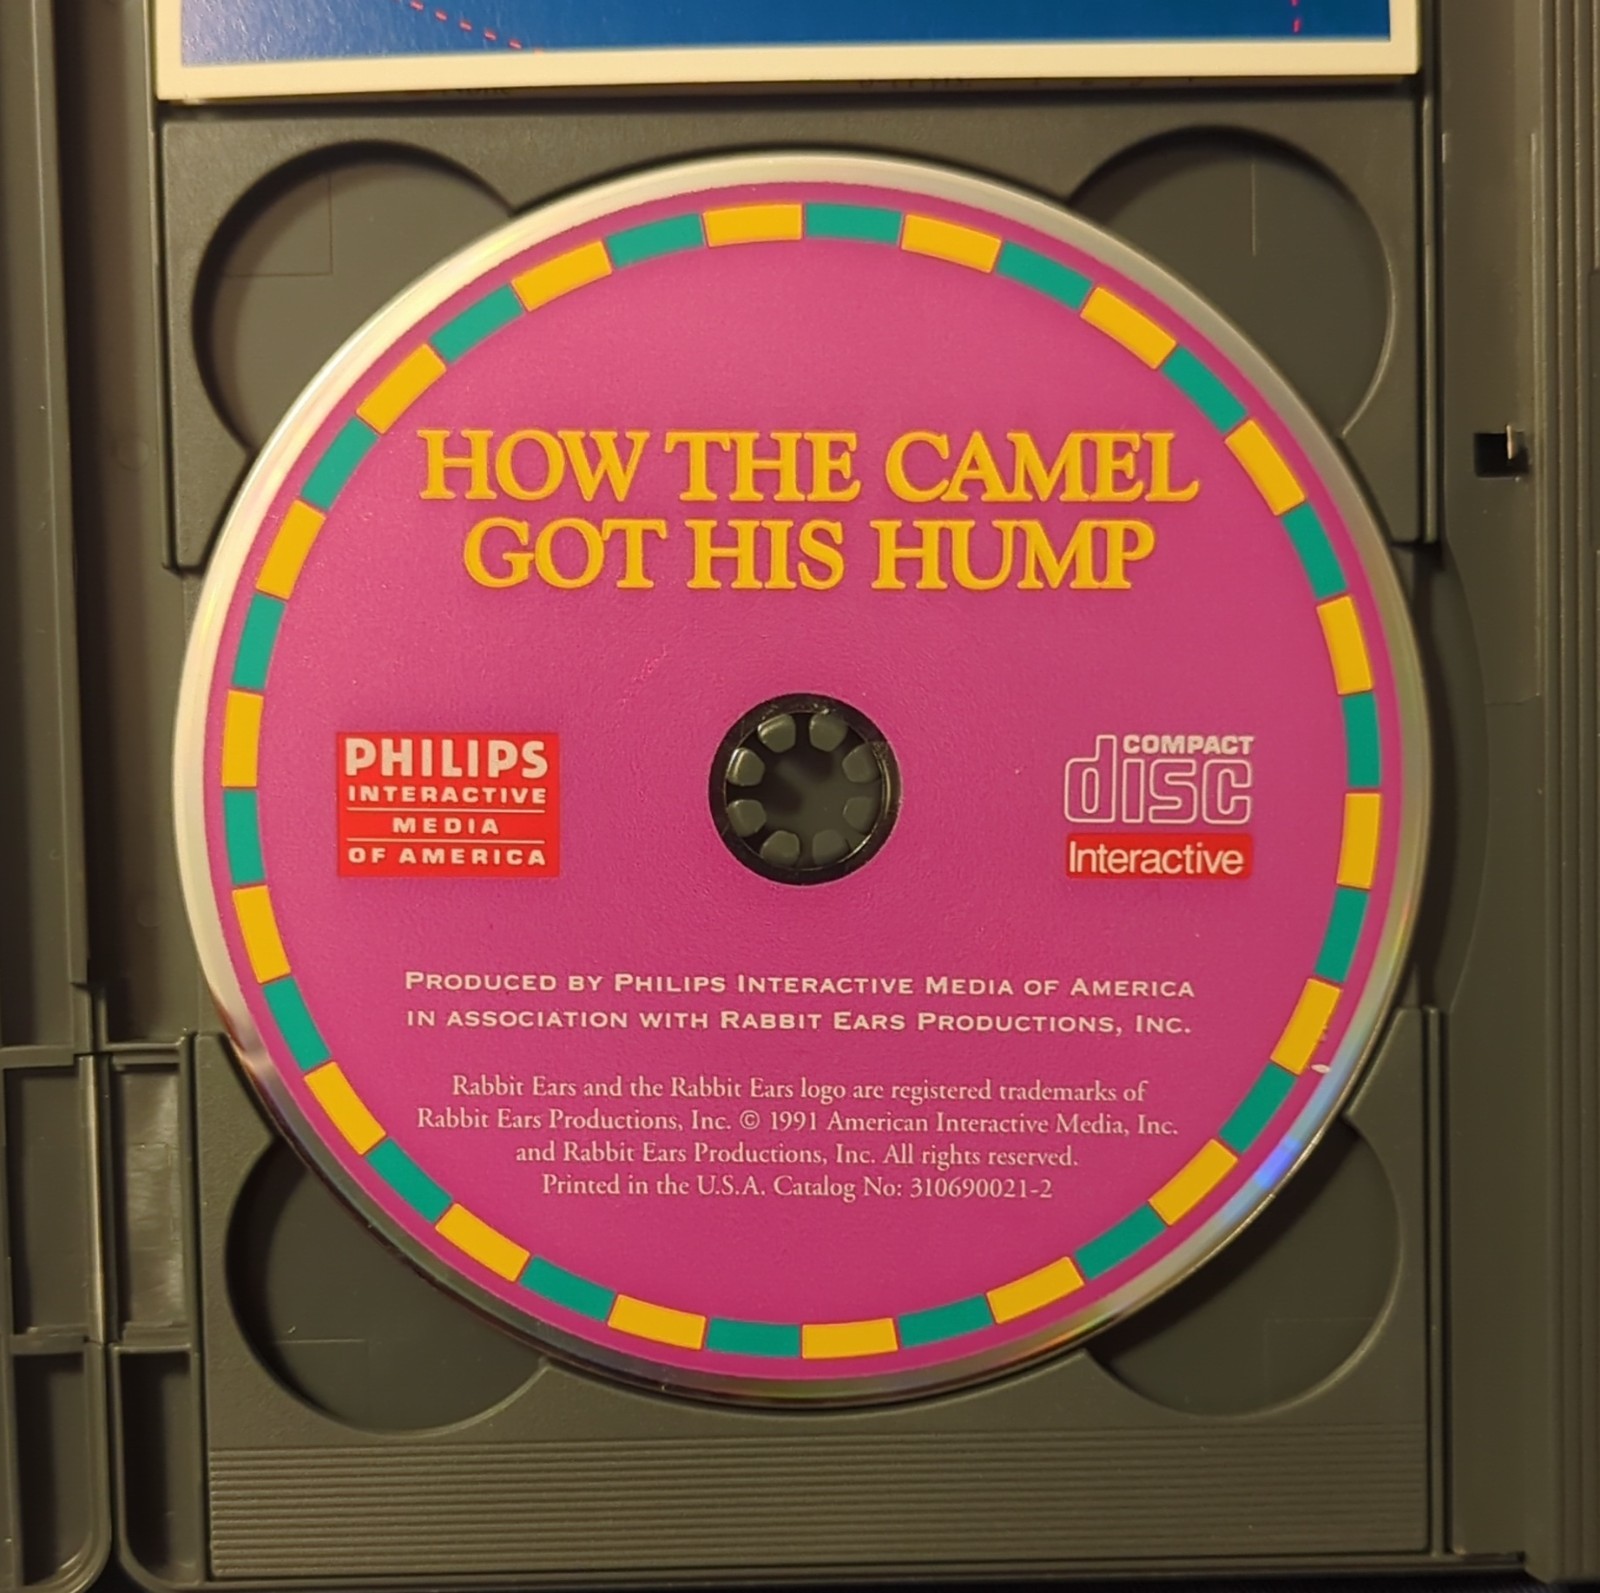 HOW THE CAMEL
GOT HIS HUMP
PHILIPS
INTERACTIVE
MEDIA
OF AMERICA
COMPACT
disc
Interactive
PRODUCED BY PHILIPS INTERACTIVE MEDIA OF AMERICA
IN ASSOCIATION WITH RABBIT EARS PRODUCTIONS, INC.
Rabbit Ears and the Rabbit Ears logo are registered trademarks of
Rabbit Ears Productions, Inc. © 1991 American Interactive Media, Inc.
and Rabbit Ears Productions, Inc. All rights reserved.
Printed in the U.S.A. Catalog No: 310690021-2